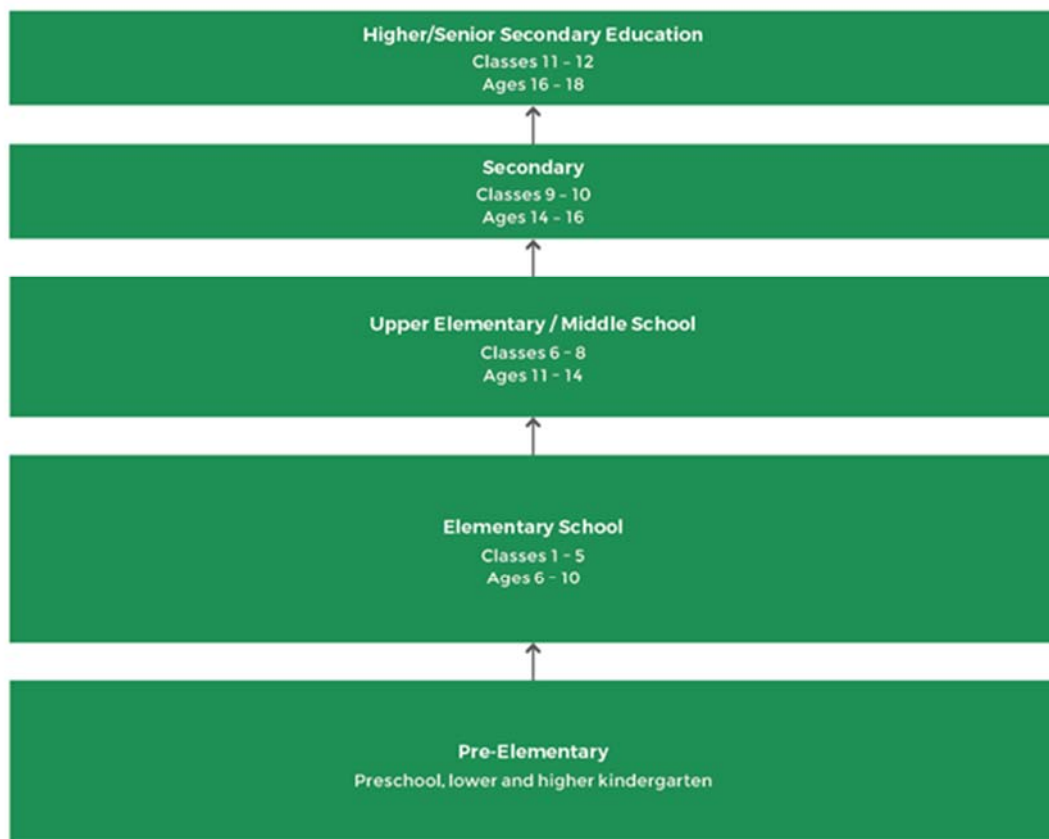 Higher/Senior Secondary Education
Classes 11 – 12
Ages 16 – 18
Secondary
Classes 9 – 10
Ages 14 – 16
Upper Elementary / Middle School
Classes 6 – 8
Ages 11 – 14
Elementary School
Classes 1 – 5
Ages 6 – 10
Pre-Elementary
Preschool, lower and higher kindergarten